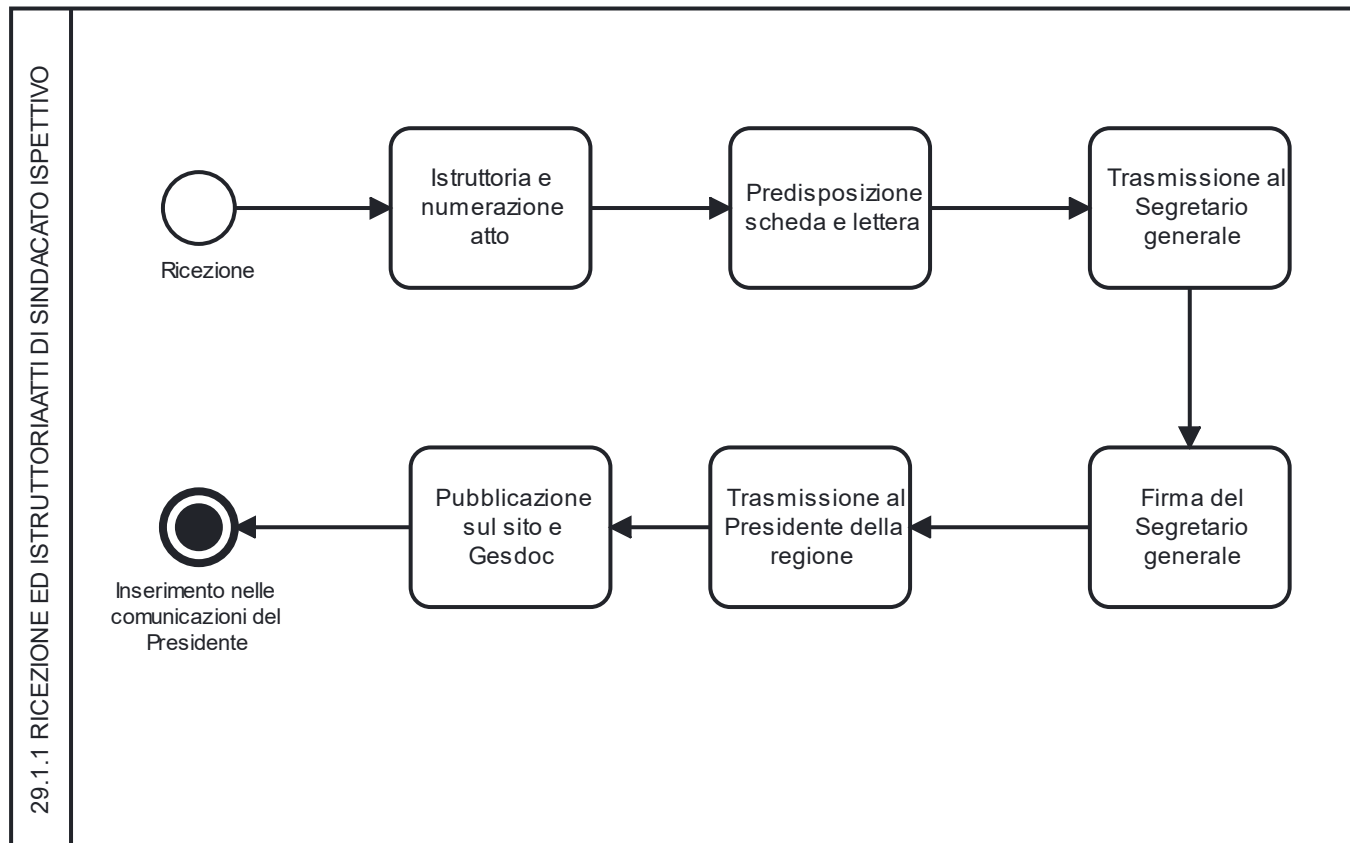 29.1.1 RICEZIONE ED ISTRUTTORIAATTI DI SINDACATO ISPETTIVO
Ricezione
Istruttoria e
numerazione
atto
Predisposizione
scheda e lettera
Trasmissione al
Segretario
generale
Firma del
Segretario
generale
Trasmissione al
Presidente della
regione
Pubblicazione
sul sito e
Gesdoc
Inserimento nelle
comunicazioni del
Presidente